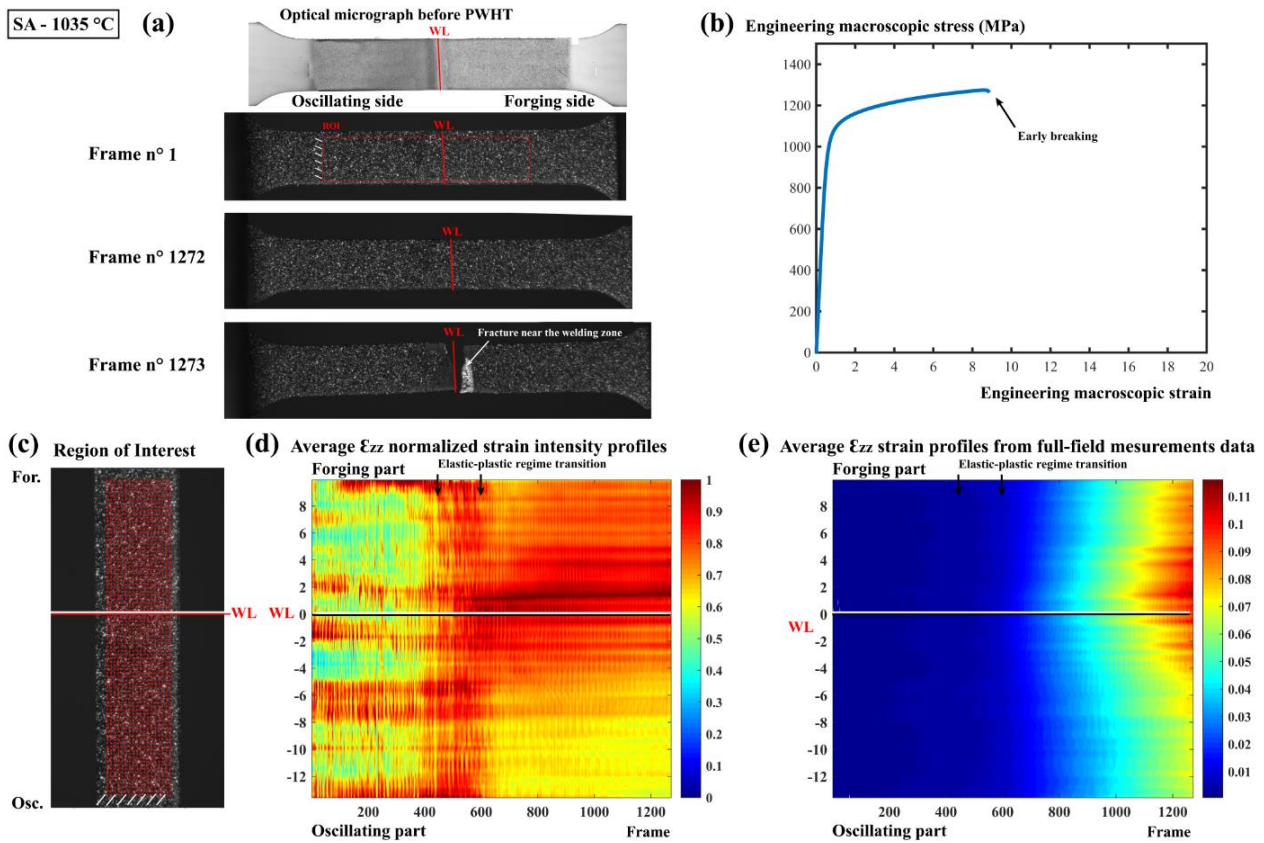 SA - 1035 °C
(a)
Optical micrograph before PWHT
WL
Oscillating side
Forging side
Frame n° 1
ROI
WL
Frame n° 1272
WL
Frame n° 1273
WL
Fracture near the welding zone
(b)
Engineering macroscopic stress (MPa)
1400
1200
1000
800
600
400
200
0
Early breaking
0 2 4 6 8 10 12 14 16 18 20
Engineering macroscopic strain
(c)
Region of Interest
For.
WL
Osc.
(d)
Average Ɛzz normalized strain intensity profiles
Forging part
Elastic-plastic regime transition
8
6
4
2
0
-2
-4
-6
-8
-10
-12
WL
200 400 600 800 1000 1200
Oscillating part
Frame
1
0.9
0.8
0.7
0.6
0.5
0.4
0.3
0.2
0.1
0
(e)
Average Ɛzz strain profiles from full-field mesurements data
Forging part
Elastic-plastic regime transition
8
6
4
2
0
WL
-2
-4
-6
-8
-10
-12
200 400 600 800 1000 1200
Oscillating part
Frame
0.11
0.1
0.09
0.08
0.07
0.06
0.05
0.04
0.03
0.02
0.01